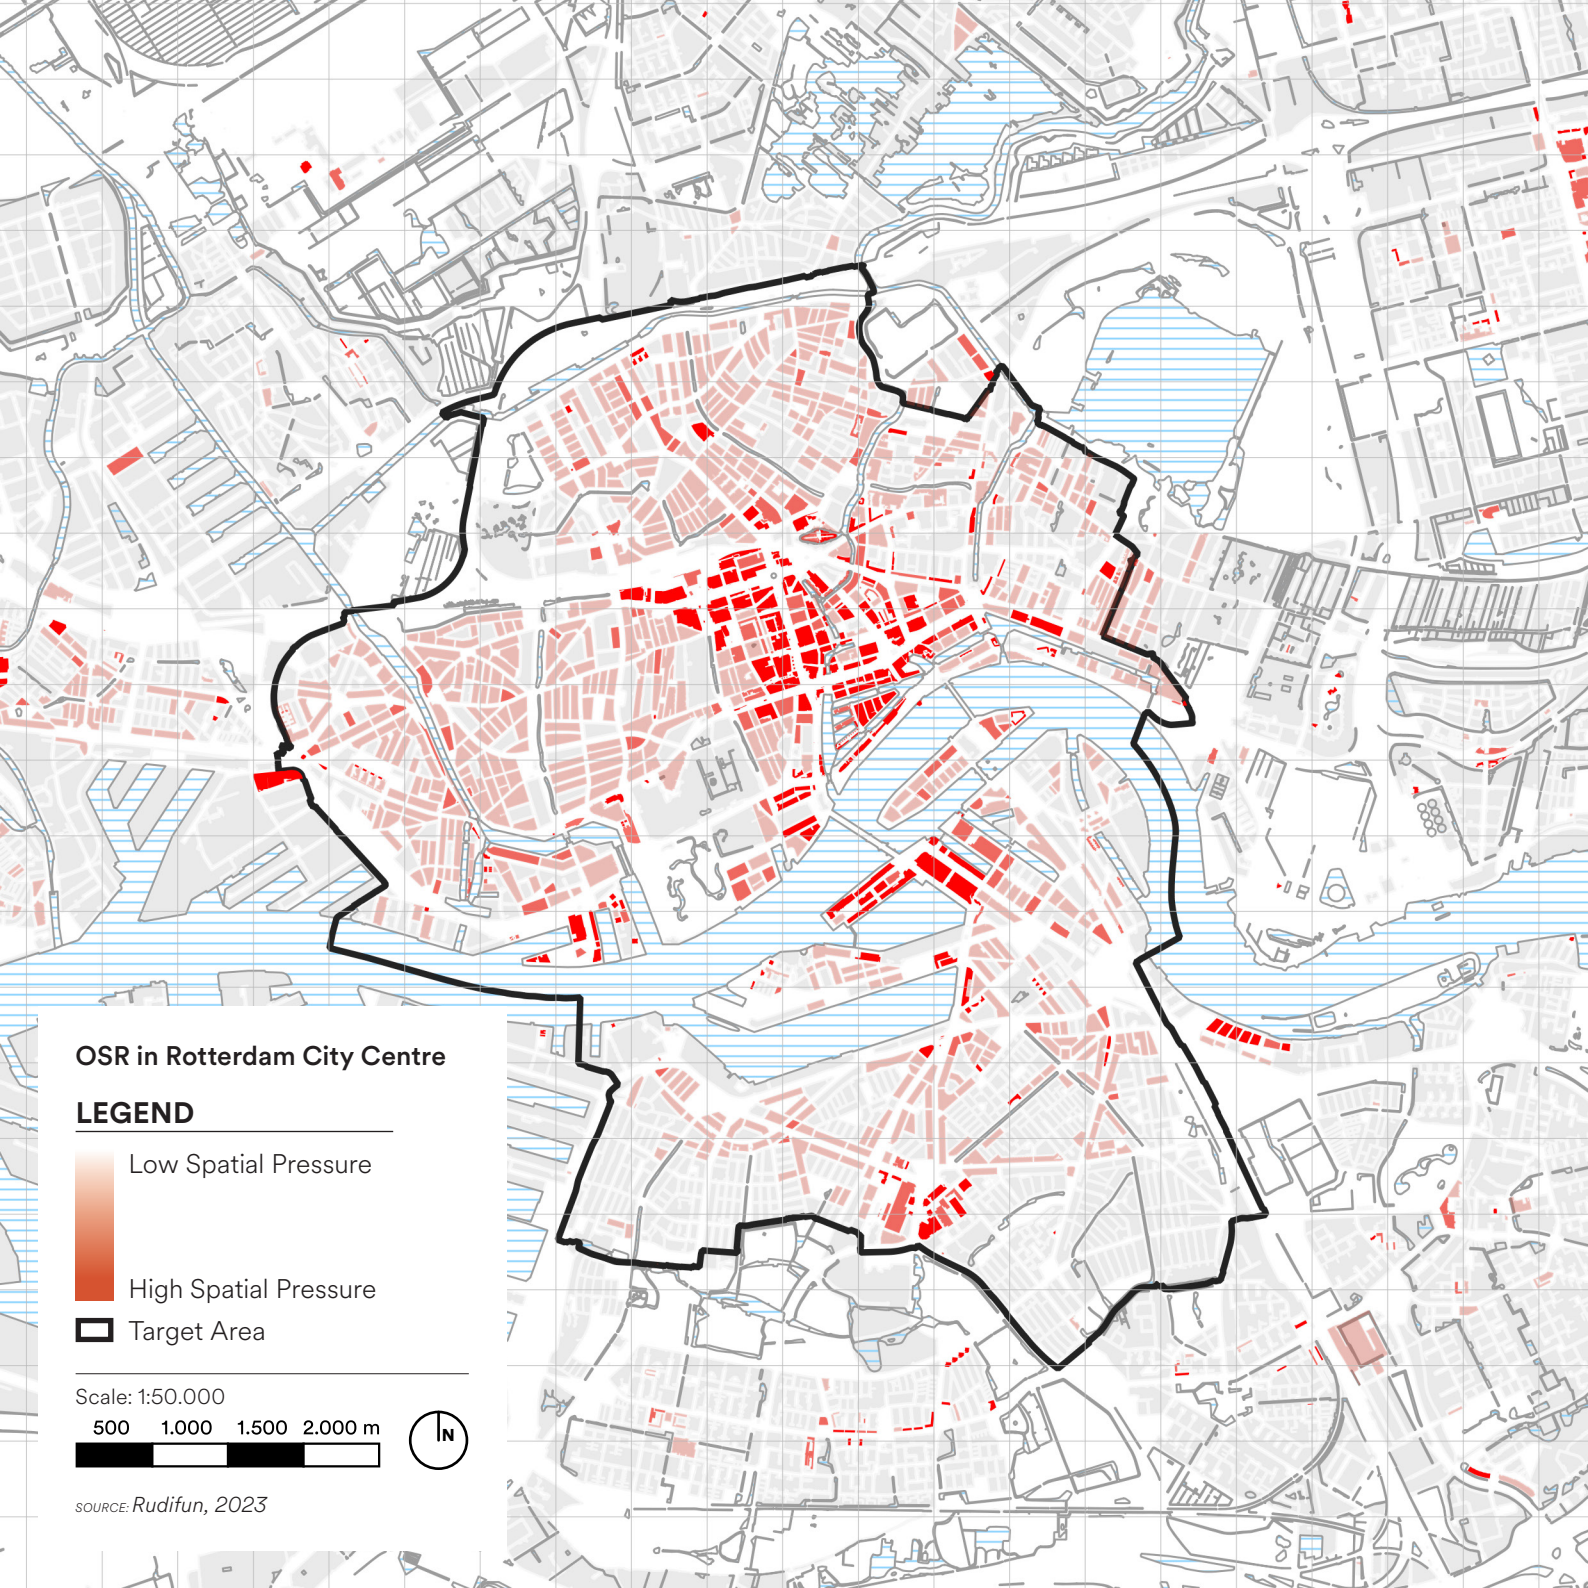 OSR in Rotterdam City Centre
LEGEND
Low Spatial Pressure
High Spatial Pressure
Target Area
Scale: 1:50.000
500 1.000 1.500 2.000 m
N
SOURCE: Rudifun, 2023